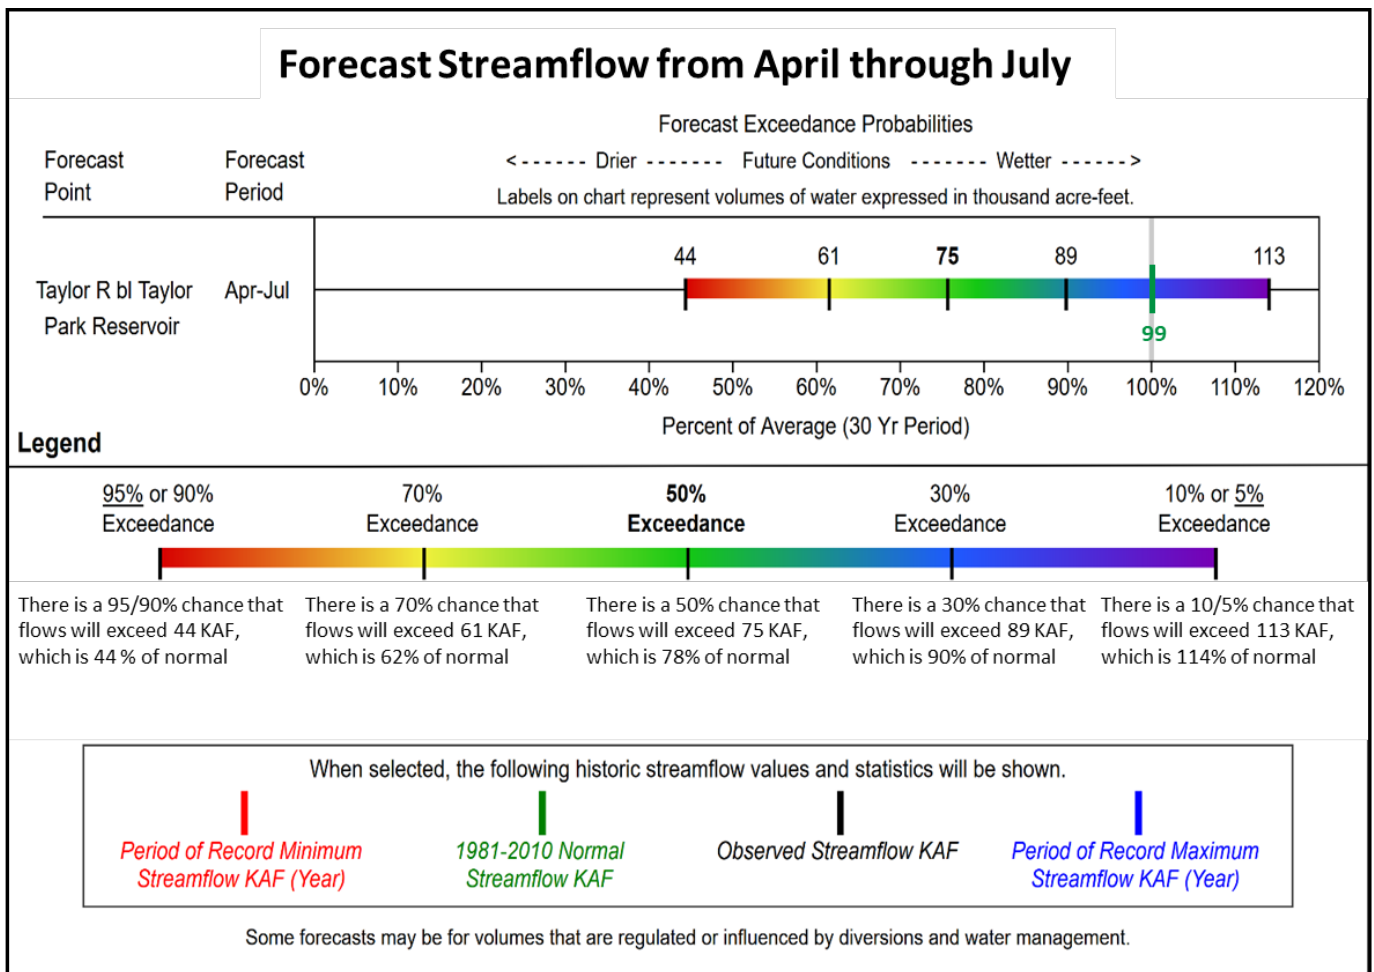 Forecast Streamflow from April through July
Forecast Exceedance Probabilities
Forecast Point
Forecast Period
< - - - - - - Drier - - - - - - - Future Conditions - - - - - - - Wetter - - - - - - >
Labels on chart represent volumes of water expressed in thousand acre-feet.
44 61 75 89 113
Taylor R bl Taylor Apr-Jul
Park Reservoir
99
0% 10% 20% 30% 40% 50% 60% 70% 80% 90% 100% 110% 120%
Percent of Average (30 Yr Period)
Legend
95% or 90% 70% 50% 30% 10% or 5%
Exceedance Exceedance Exceedance Exceedance Exceedance
There is a 95/90% chance that
flows will exceed 44 KAF,
which is 44 % of normal
There is a 70% chance that
flows will exceed 61 KAF,
which is 62% of normal
There is a 50% chance that
flows will exceed 75 KAF,
which is 78% of normal
There is a 30% chance that
flows will exceed 89 KAF,
which is 90% of normal
There is a 10/5% chance that
flows will exceed 113 KAF,
which is 114% of normal
When selected, the following historic streamflow values and statistics will be shown.
Period of Record Minimum
Streamflow KAF (Year)
1981-2010 Normal
Streamflow KAF
Observed Streamflow KAF
Period of Record Maximum
Streamflow KAF (Year)
Some forecasts may be for volumes that are regulated or influenced by diversions and water management.